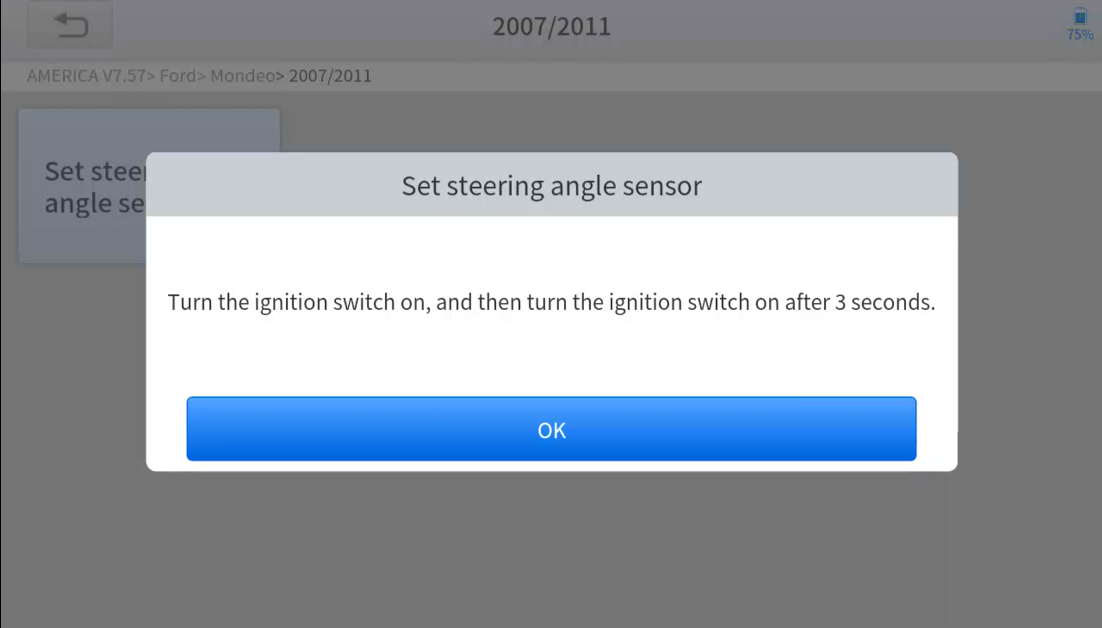 2007/2011
75%
AMERICA V7.57> Ford> Mondeo> 2007/2011
Set steer
angle se
Set steering angle sensor
Turn the ignition switch on, and then turn the ignition switch on after 3 seconds.
OK